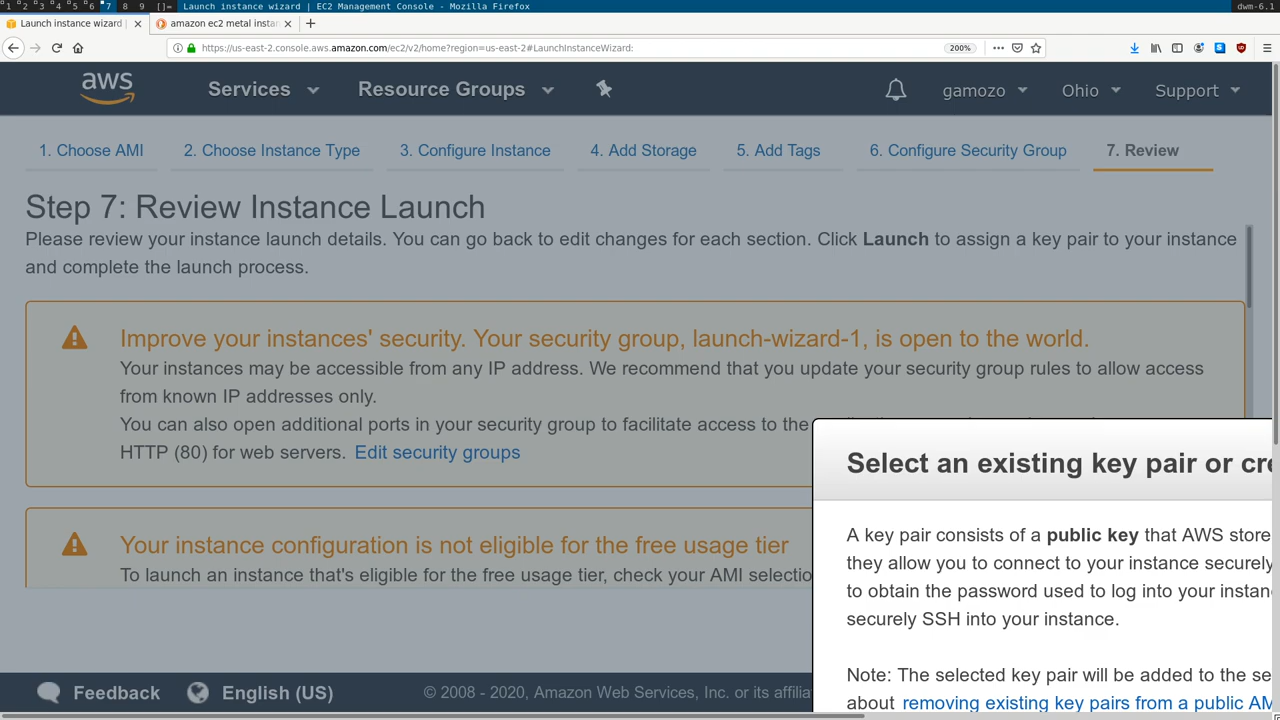 1 2 3 4 5 6 7 8 9 []= Launch instance wizard | EC2 Management Console - Mozilla Firefox dwm-6.1
Launch instance wizard | amazon ec2 metal insta
https://us-east-2.console.aws.amazon.com/ec2/v2/home?region=us-east-2#LaunchInstanceWizard: 200%
aws Services Resource Groups gamozo Ohio Support
1. Choose AMI 2. Choose Instance Type 3. Configure Instance 4. Add Storage 5. Add Tags 6. Configure Security Group 7. Review
Step 7: Review Instance Launch
Please review your instance launch details. You can go back to edit changes for each section. Click Launch to assign a key pair to your instance
and complete the launch process.
Improve your instances' security. Your security group, launch-wizard-1, is open to the world.
Your instances may be accessible from any IP address. We recommend that you update your security group rules to allow access
from known IP addresses only.
You can also open additional ports in your security group to facilitate access to the
HTTP (80) for web servers. Edit security groups
Your instance configuration is not eligible for the free usage tier
To launch an instance that's eligible for the free usage tier, check your AMI selectio
Select an existing key pair or cre
A key pair consists of a public key that AWS store
they allow you to connect to your instance securely
to obtain the password used to log into your instan
securely SSH into your instance.
Note: The selected key pair will be added to the se
about removing existing key pairs from a public AM
Feedback English (US) © 2008 - 2020, Amazon Web Services, Inc. or its affilia